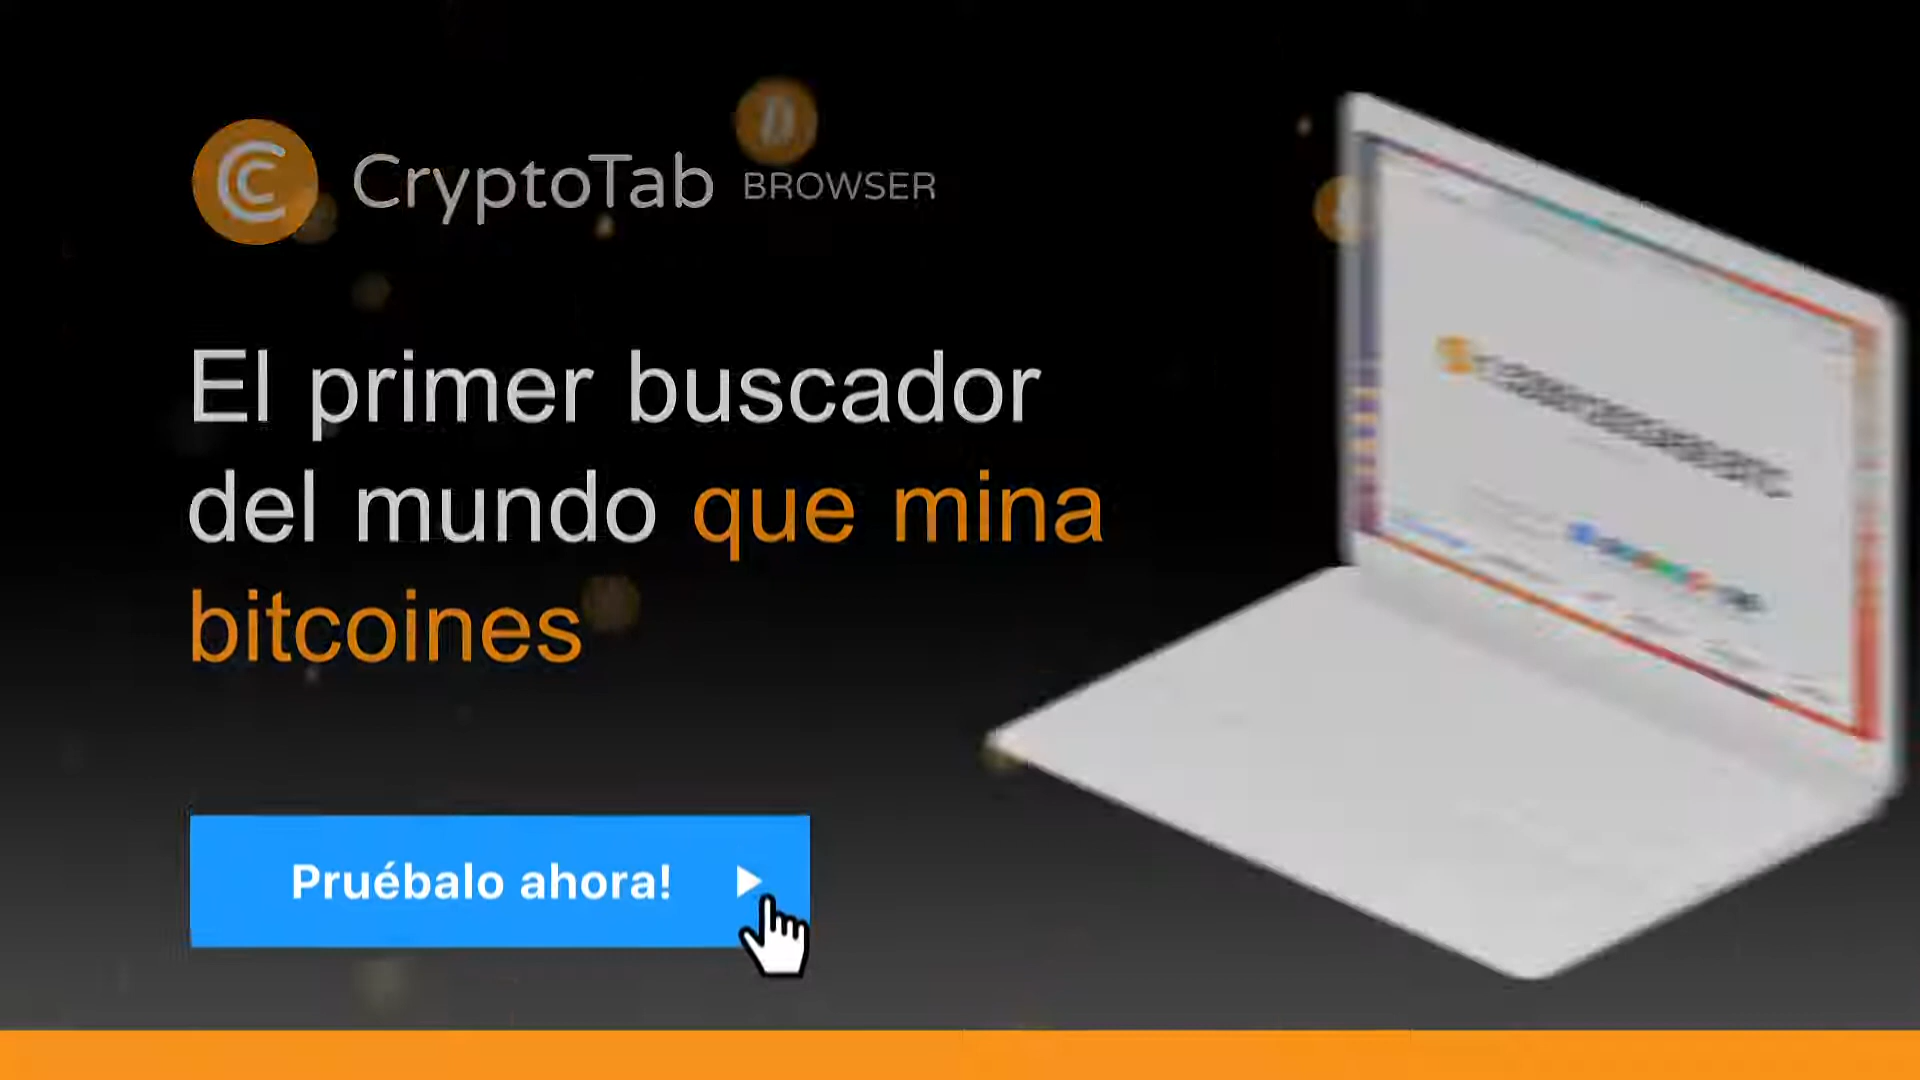 CryptoTab BROWSER
El primer buscador
del mundo que mina
bitcoines
Pruébalo ahora!